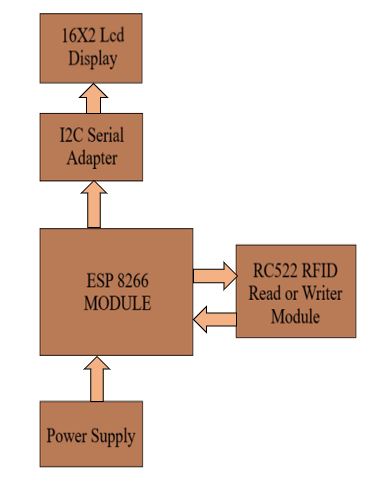 16X2 Lcd
Display
I2C Serial
Adapter
ESP 8266
MODULE
RC522 RFID
Read or Writer
Module
Power Supply